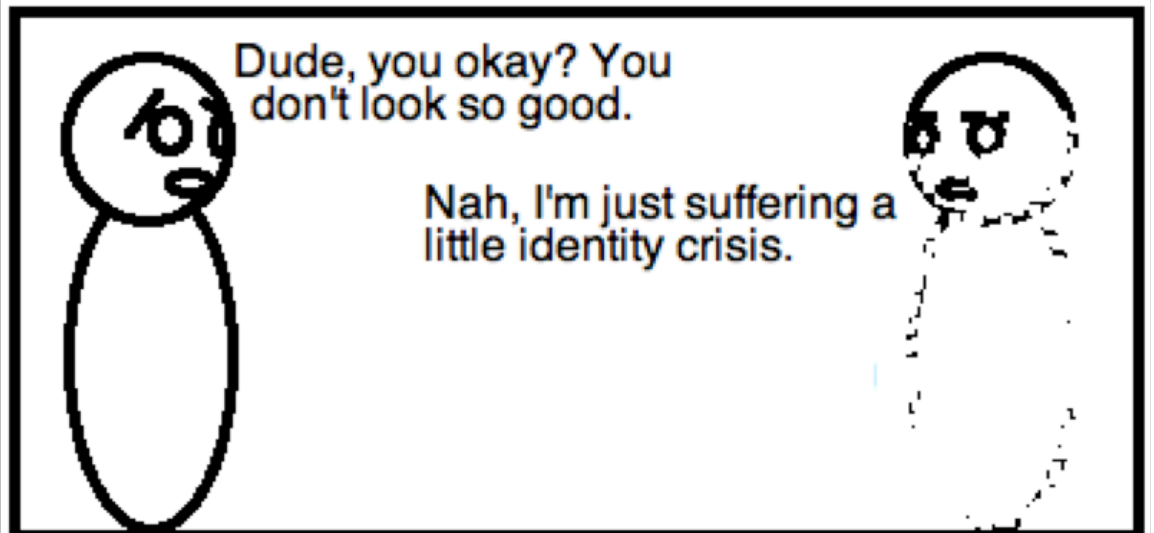 Dude, you okay? You
don't look so good.
Nah, I'm just suffering a
little identity crisis.